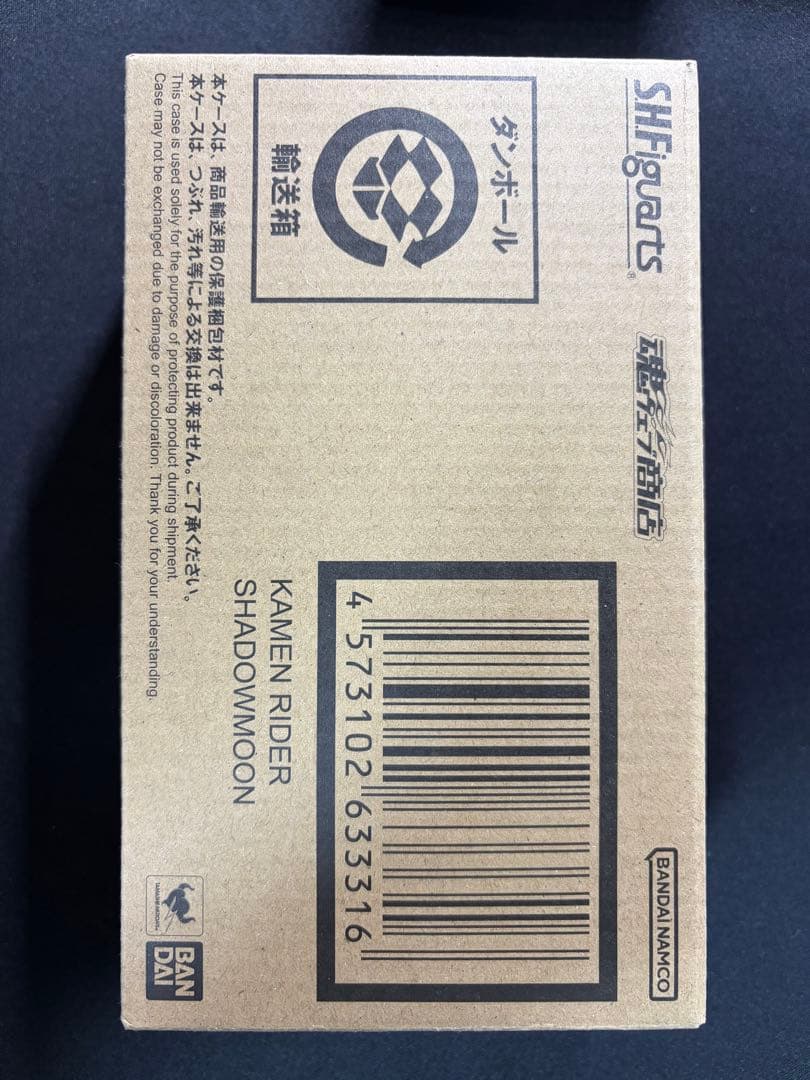 S.H.Figuarts®
魂ウェブ商店
ダンボール
輸送箱
本ケースは、商品輸送用の保護梱包材です。
本ケースは、つぶれ、汚れ等による交換は出来ません。ご了承ください。
This case is used solely for the purpose of protecting product during shipment.
Case may not be exchanged due to damage or discoloration. Thank you for your understanding.
4 573102 633316
KAMEN RIDER
SHADOWMOON
BANDAI NAMCO
TAMASHII NATIONS
BAN
DAI